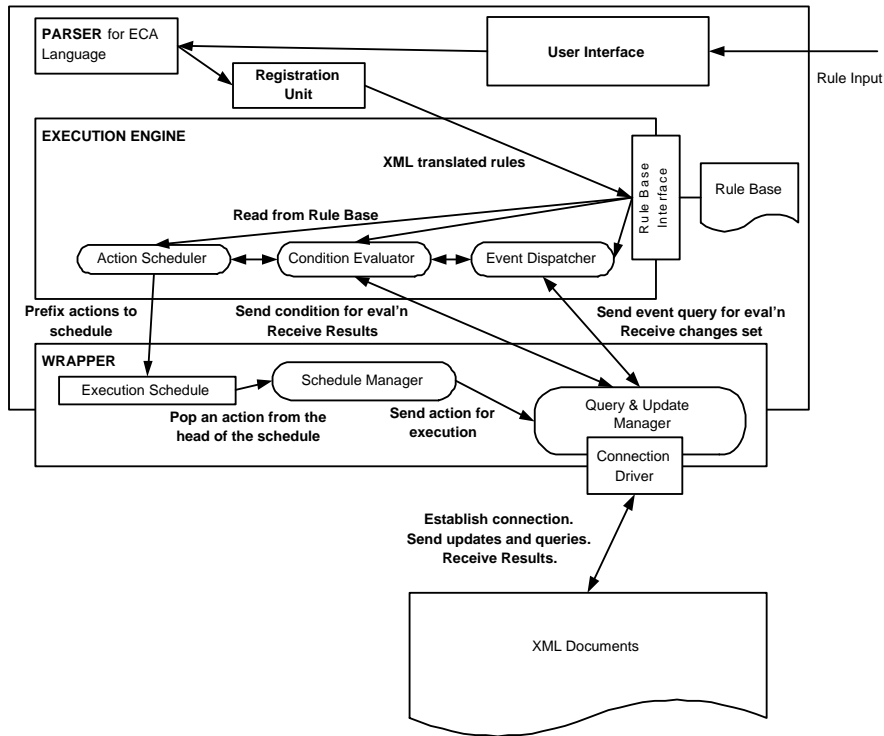 PARSER for ECA
Language
User Interface
Rule Input
Registration
Unit
EXECUTION ENGINE
XML translated rules
Rule Base
Interface
Rule Base
Read from Rule Base
Action Scheduler
Condition Evaluator
Event Dispatcher
Prefix actions to
schedule
Send condition for eval'n
Receive Results
Send event query for eval'n
Receive changes set
WRAPPER
Execution Schedule
Schedule Manager
Query & Update
Manager
Pop an action from the
head of the schedule
Send action for
execution
Connection
Driver
Establish connection.
Send updates and queries.
Receive Results.
XML Documents